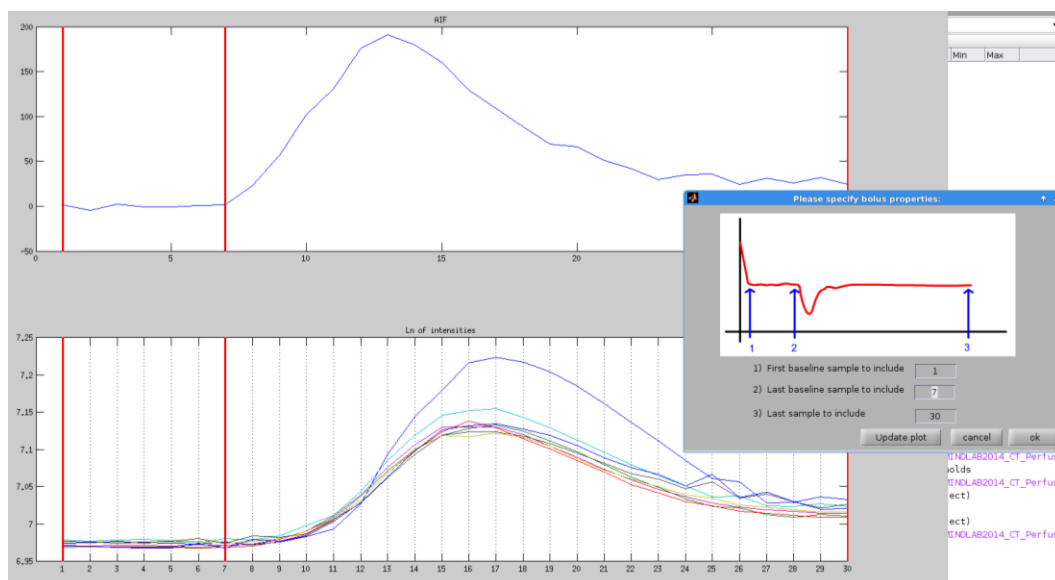 AIF
200
150
100
50
0
-50
0 5 10 15 20
Min Max
Please specify bolus properties:
1 2 3
1) First baseline sample to include 1
2) Last baseline sample to include 7
3) Last sample to include 30
Update plot cancel ok
Ln of intensities
7,25
7,2
7,15
7,1
7,05
7
6,95
1 2 3 4 5 6 7 8 9 10 11 12 13 14 15 16 17 18 19 20 21 22 23 24 25 26 27 28 29 30
MINDLAB2014_CT_Perfus
holds
MINDLAB2014_CT_Perfus
ect)
ect)
MINDLAB2014_CT_Perfus